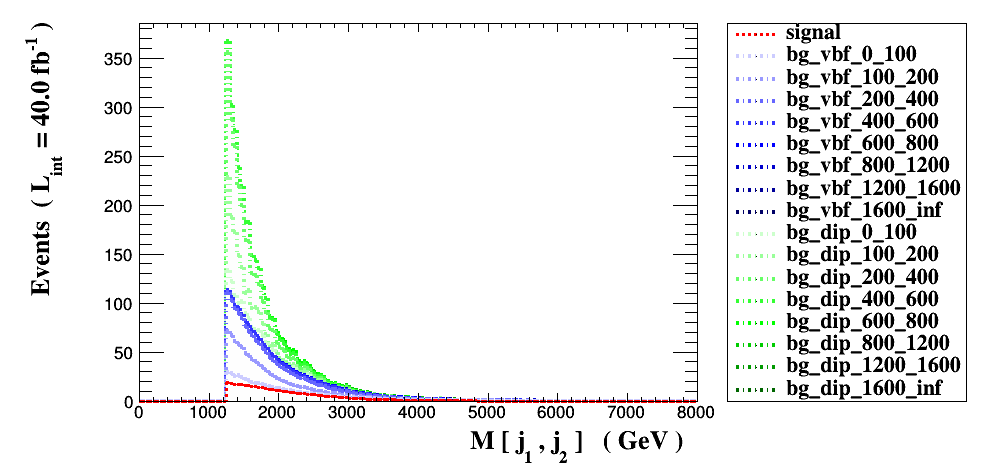 Events ( L_int = 40.0 fb^-1 )
350
300
250
200
150
100
50
0
0 1000 2000 3000 4000 5000 6000 7000 8000
M [ j_1 , j_2 ] ( GeV )
signal
bg_vbf_0_100
bg_vbf_100_200
bg_vbf_200_400
bg_vbf_400_600
bg_vbf_600_800
bg_vbf_800_1200
bg_vbf_1200_1600
bg_vbf_1600_inf
bg_dip_0_100
bg_dip_100_200
bg_dip_200_400
bg_dip_400_600
bg_dip_600_800
bg_dip_800_1200
bg_dip_1200_1600
bg_dip_1600_inf